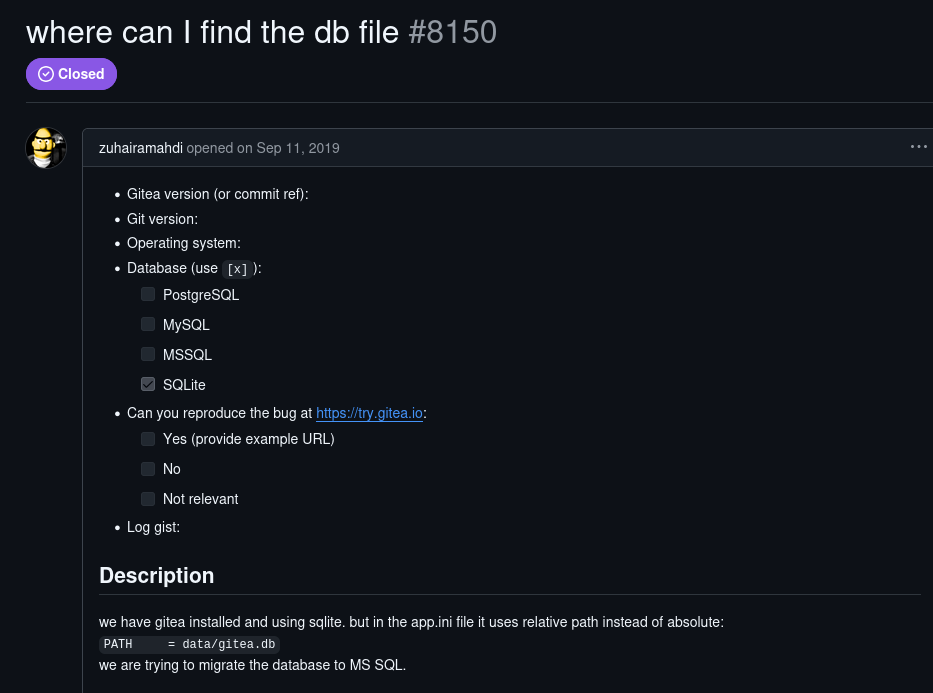 where can I find the db file #8150
Closed
zuhairamahdi opened on Sep 11, 2019
Gitea version (or commit ref):
Git version:
Operating system:
Database (use [x] ):
PostgreSQL
MySQL
MSSQL
SQLite
Can you reproduce the bug at https://try.gitea.io:
Yes (provide example URL)
No
Not relevant
Log gist:
Description
we have gitea installed and using sqlite. but in the app.ini file it uses relative path instead of absolute:
PATH     = data/gitea.db
we are trying to migrate the database to MS SQL.